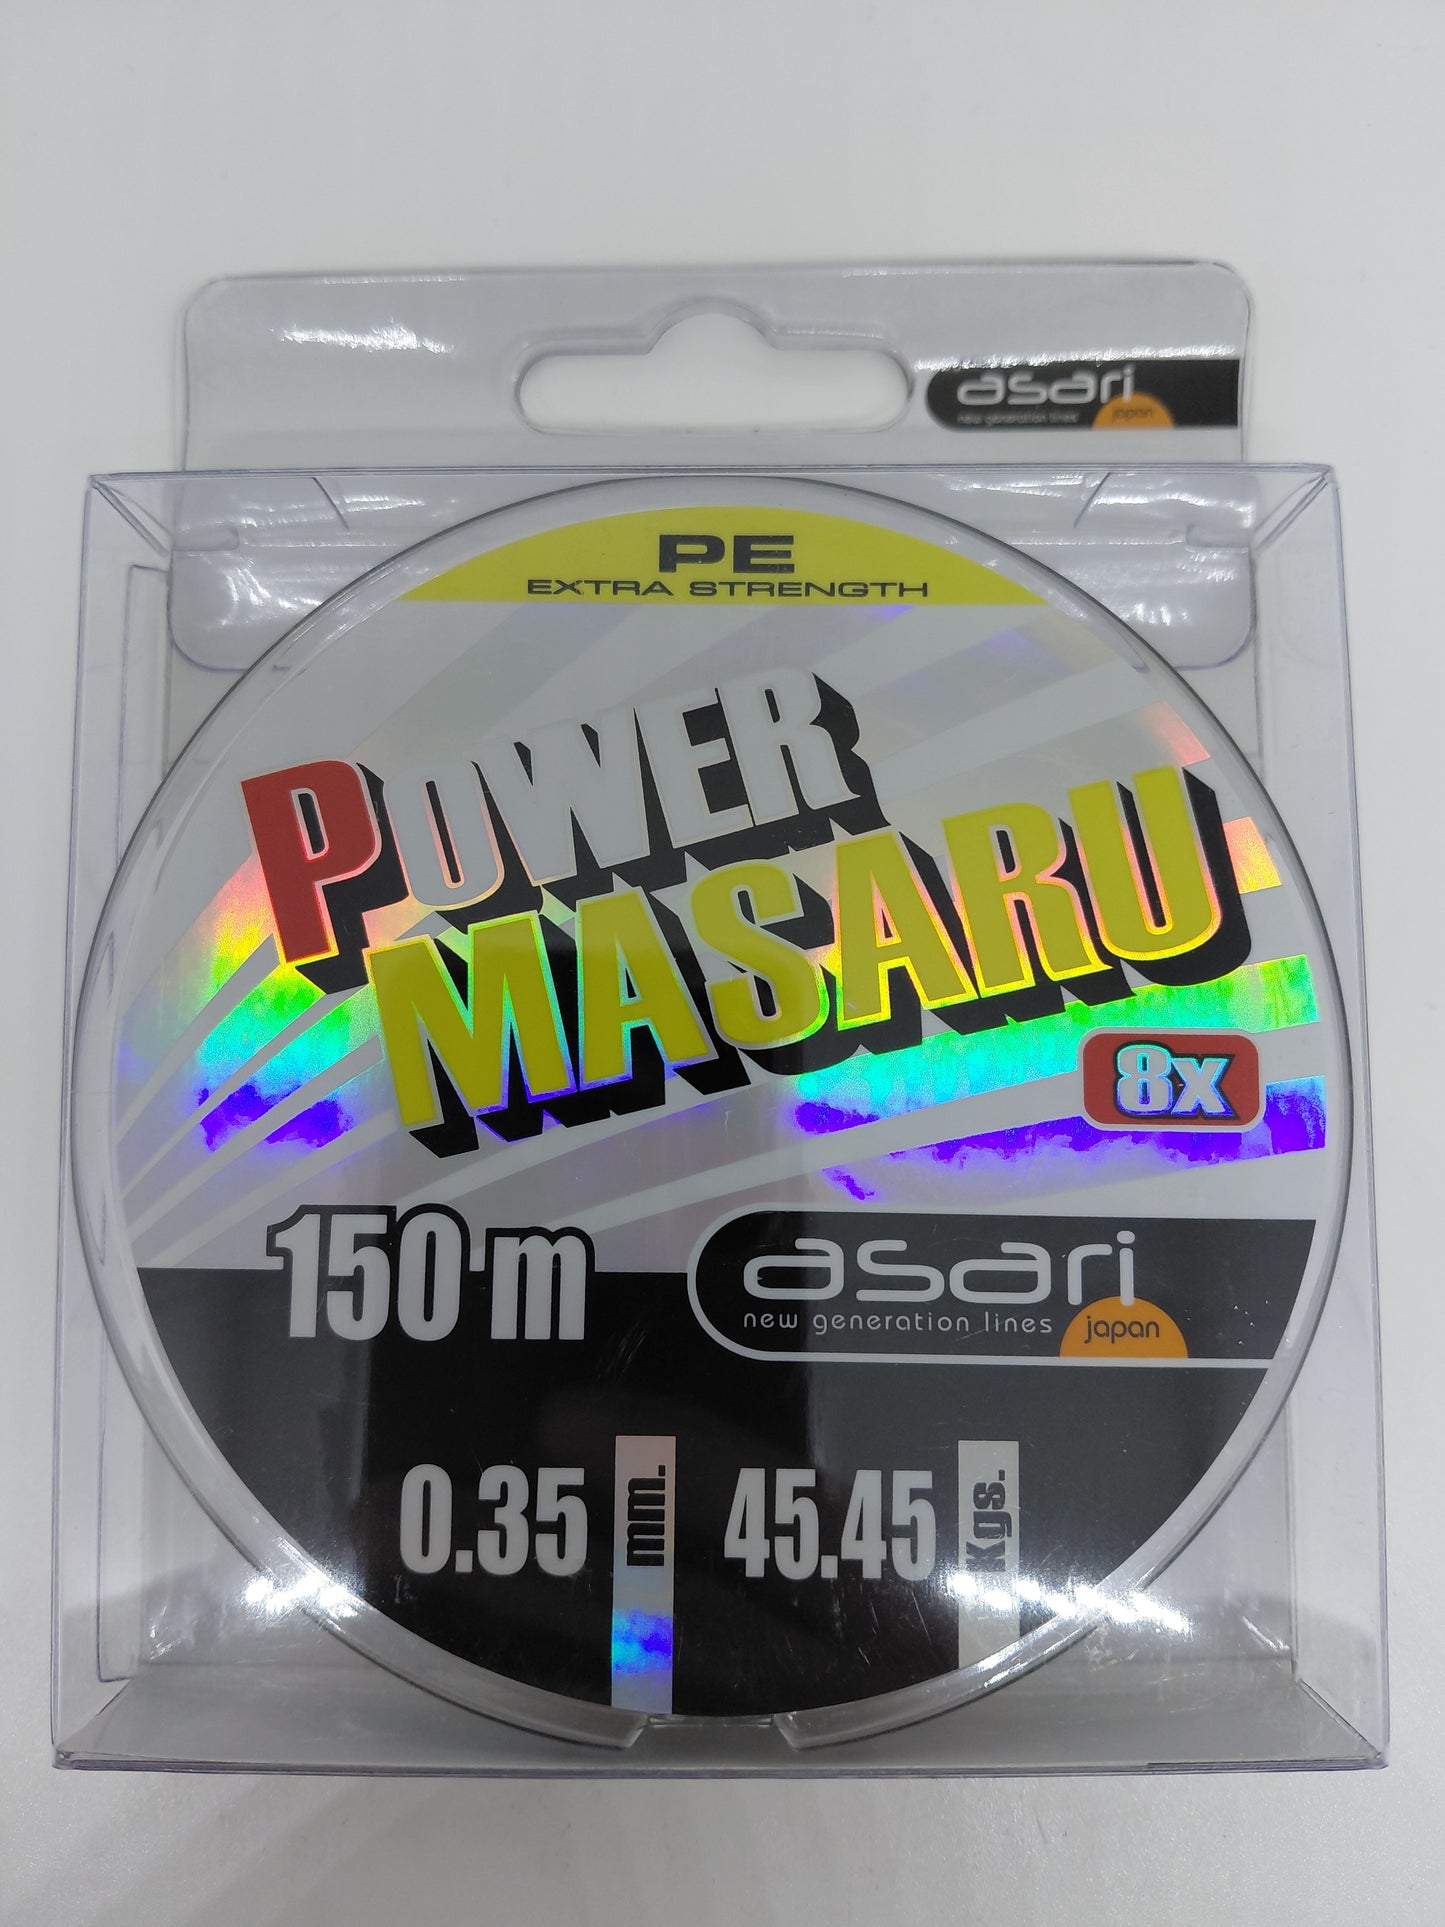 asari
new generation lines
japan
PE
EXTRA STRENGTH
POWER
MASARU
8x
150 m
asari
new generation lines
japan
0.35 mm.
45.45 Kgs.